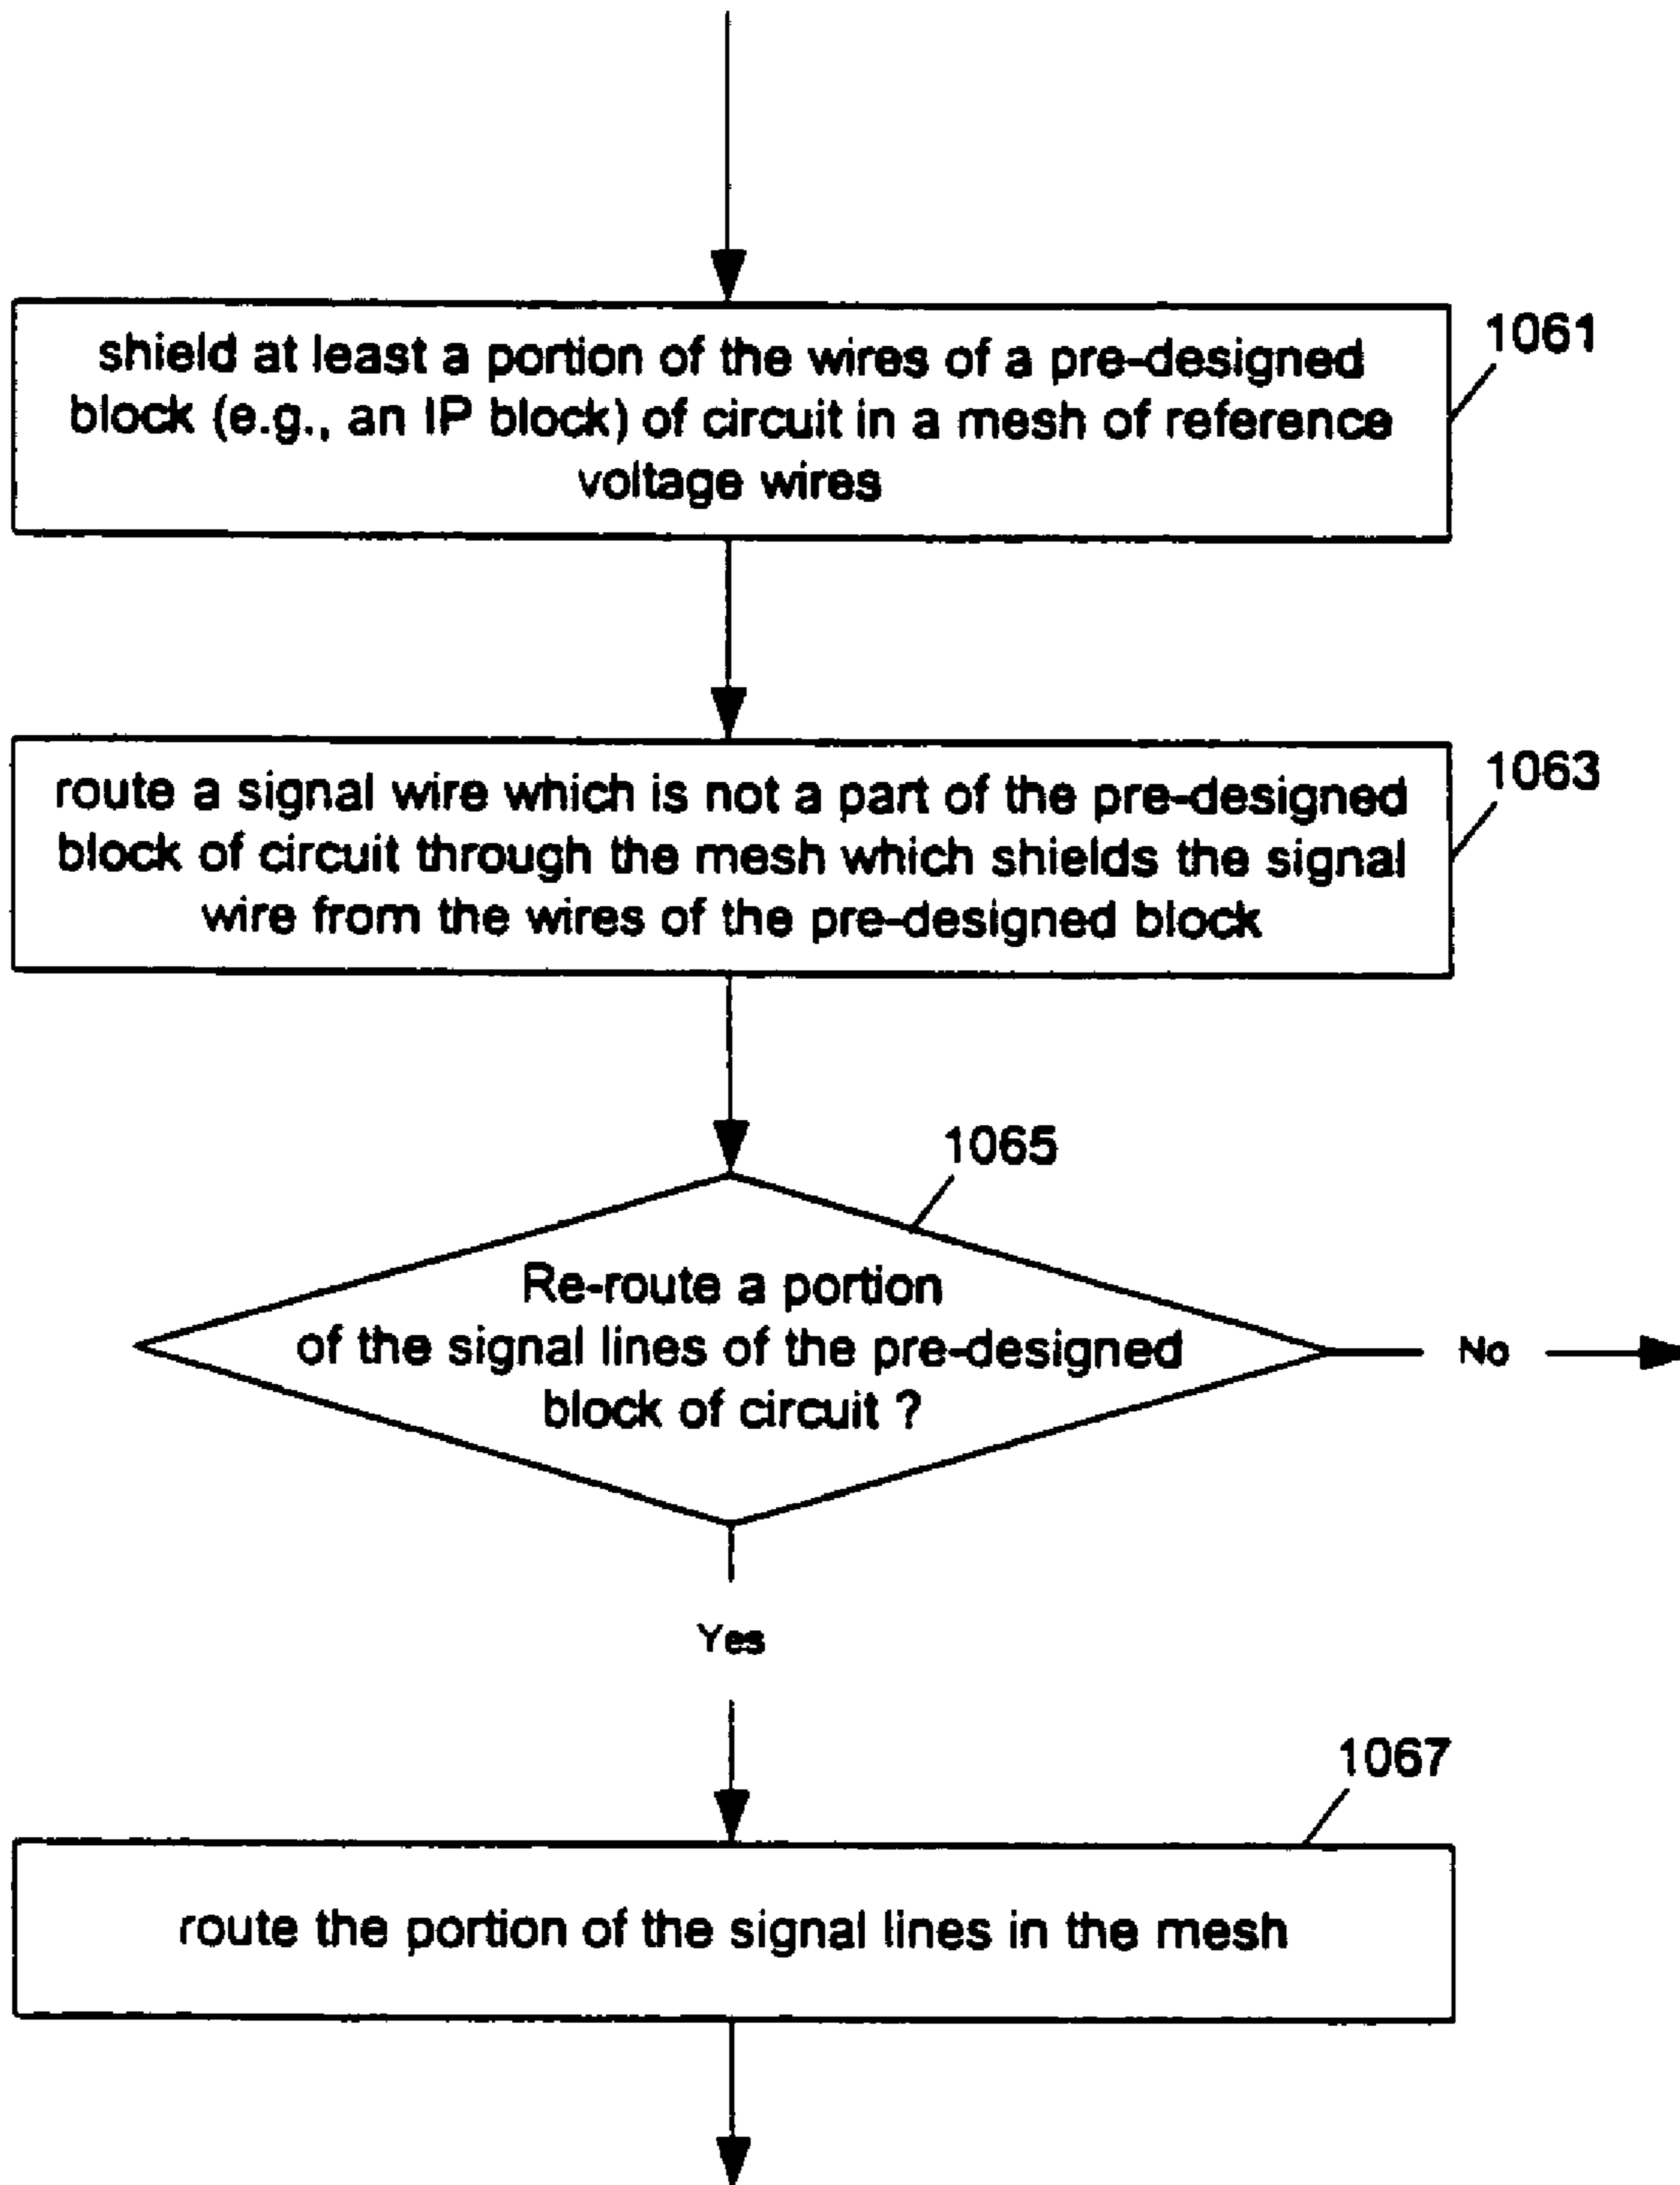 shield at least a portion of the wires of a pre-designed
block (e.g., an IP block) of circuit in a mesh of reference
voltage wires
1061
route a signal wire which is not a part of the pre-designed
block of circuit through the mesh which shields the signal
wire from the wires of the pre-designed block
1063
1065
Re-route a portion
of the signal lines of the pre-designed
block of circuit ?
No
Yes
1067
route the portion of the signal lines in the mesh